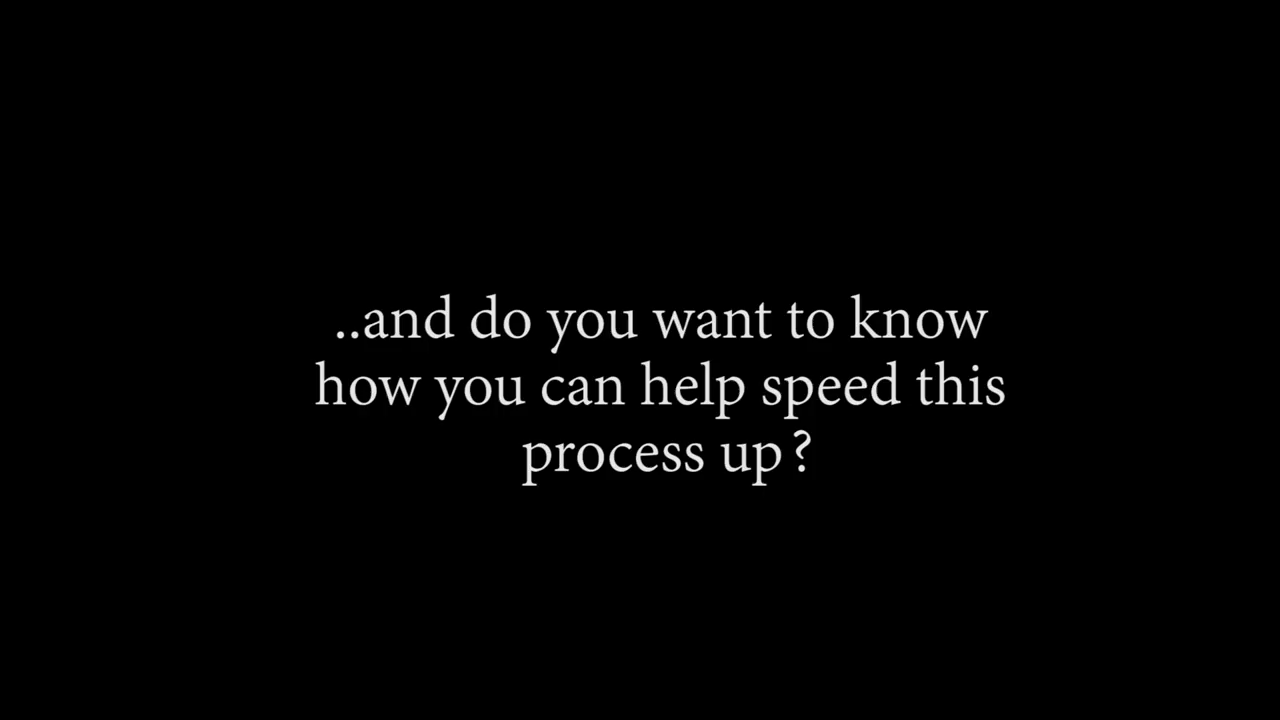 ..and do you want to know
how you can help speed this
process up?